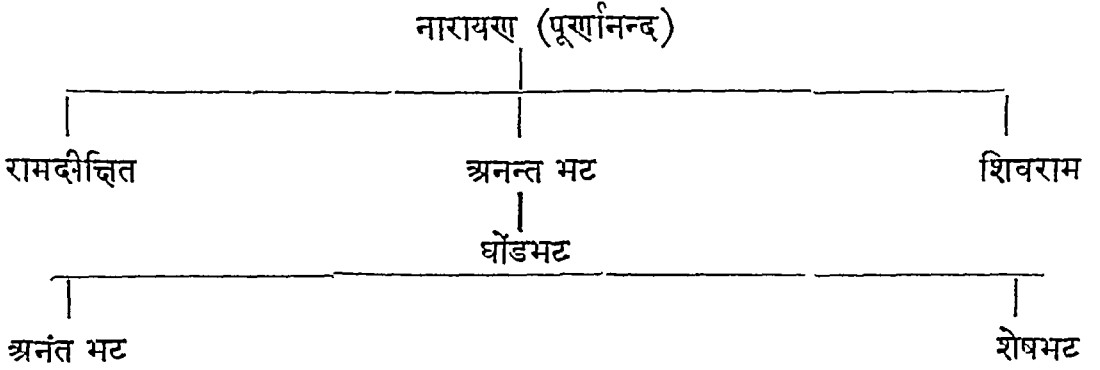 नारायण (पूर्णानन्द)
रामदीक्षित अनन्त भट शिवराम
घोंडभट
अनंत भट शेषभट